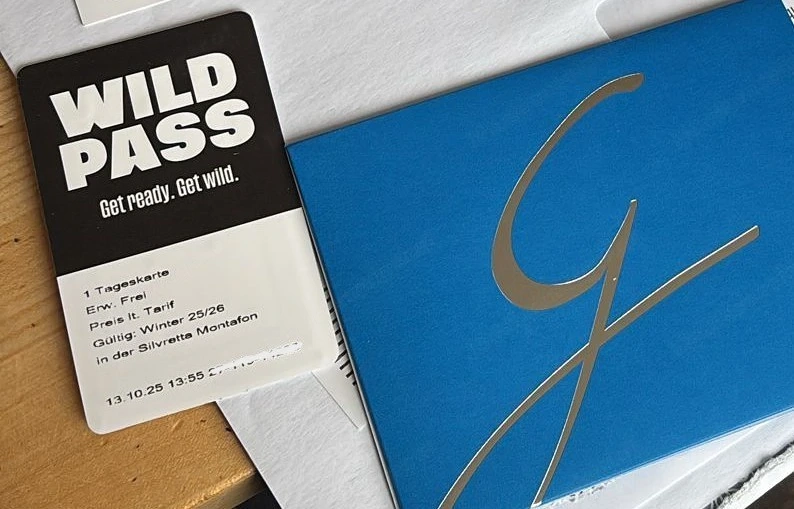 WILD
PASS
Get ready. Get wild.
1 Tageskarte
Erw. Frei
Preis lt. Tarif
Gültig: Winter 25/26
in der Silvretta Montafon
13.10.25 13:55
G